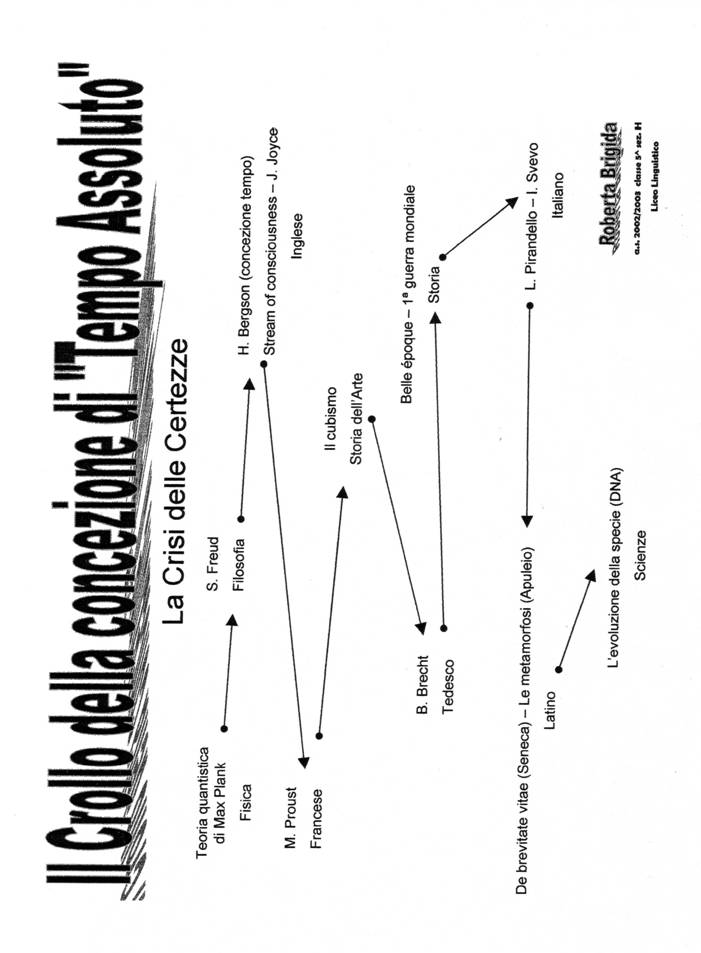 Il Crollo della concezione di "Tempo Assoluto"
La Crisi delle Certezze
Teoria quantistica
di Max Plank
Fisica
S. Freud
Filosofia
H. Bergson (concezione tempo)
Stream of consciousness – J. Joyce
Inglese
M. Proust
Francese
Il cubismo
Storia dell'Arte
B. Brecht
Tedesco
Belle époque – 1ª guerra mondiale
Storia
L. Pirandello – I. Svevo
Italiano
De brevitate vitae (Seneca) – Le metamorfosi (Apuleio)
Latino
L'evoluzione della specie (DNA)
Scienze
Roberta Brigida
a.s. 2002/2003 classe 5^ sez. H
Liceo Linguistico